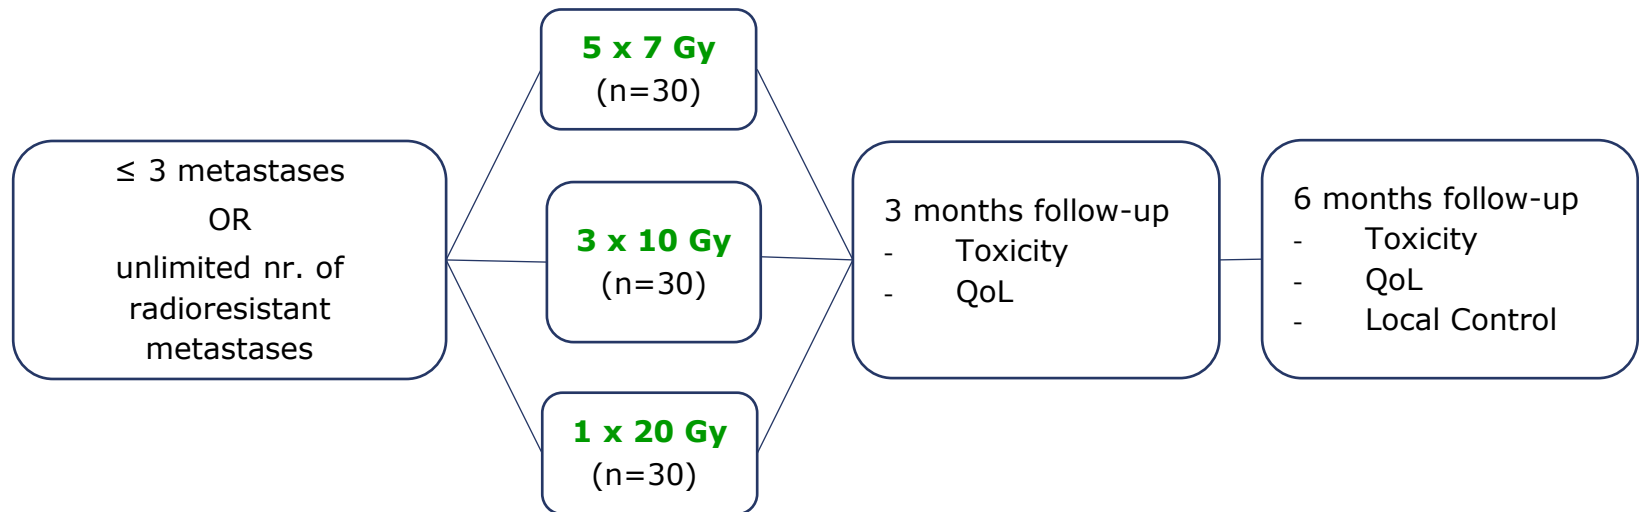 ≤ 3 metastases
OR
unlimited nr. of
radioresistant
metastases
5 x 7 Gy
(n=30)
3 x 10 Gy
(n=30)
1 x 20 Gy
(n=30)
3 months follow-up
- Toxicity
- QoL
6 months follow-up
- Toxicity
- QoL
- Local Control